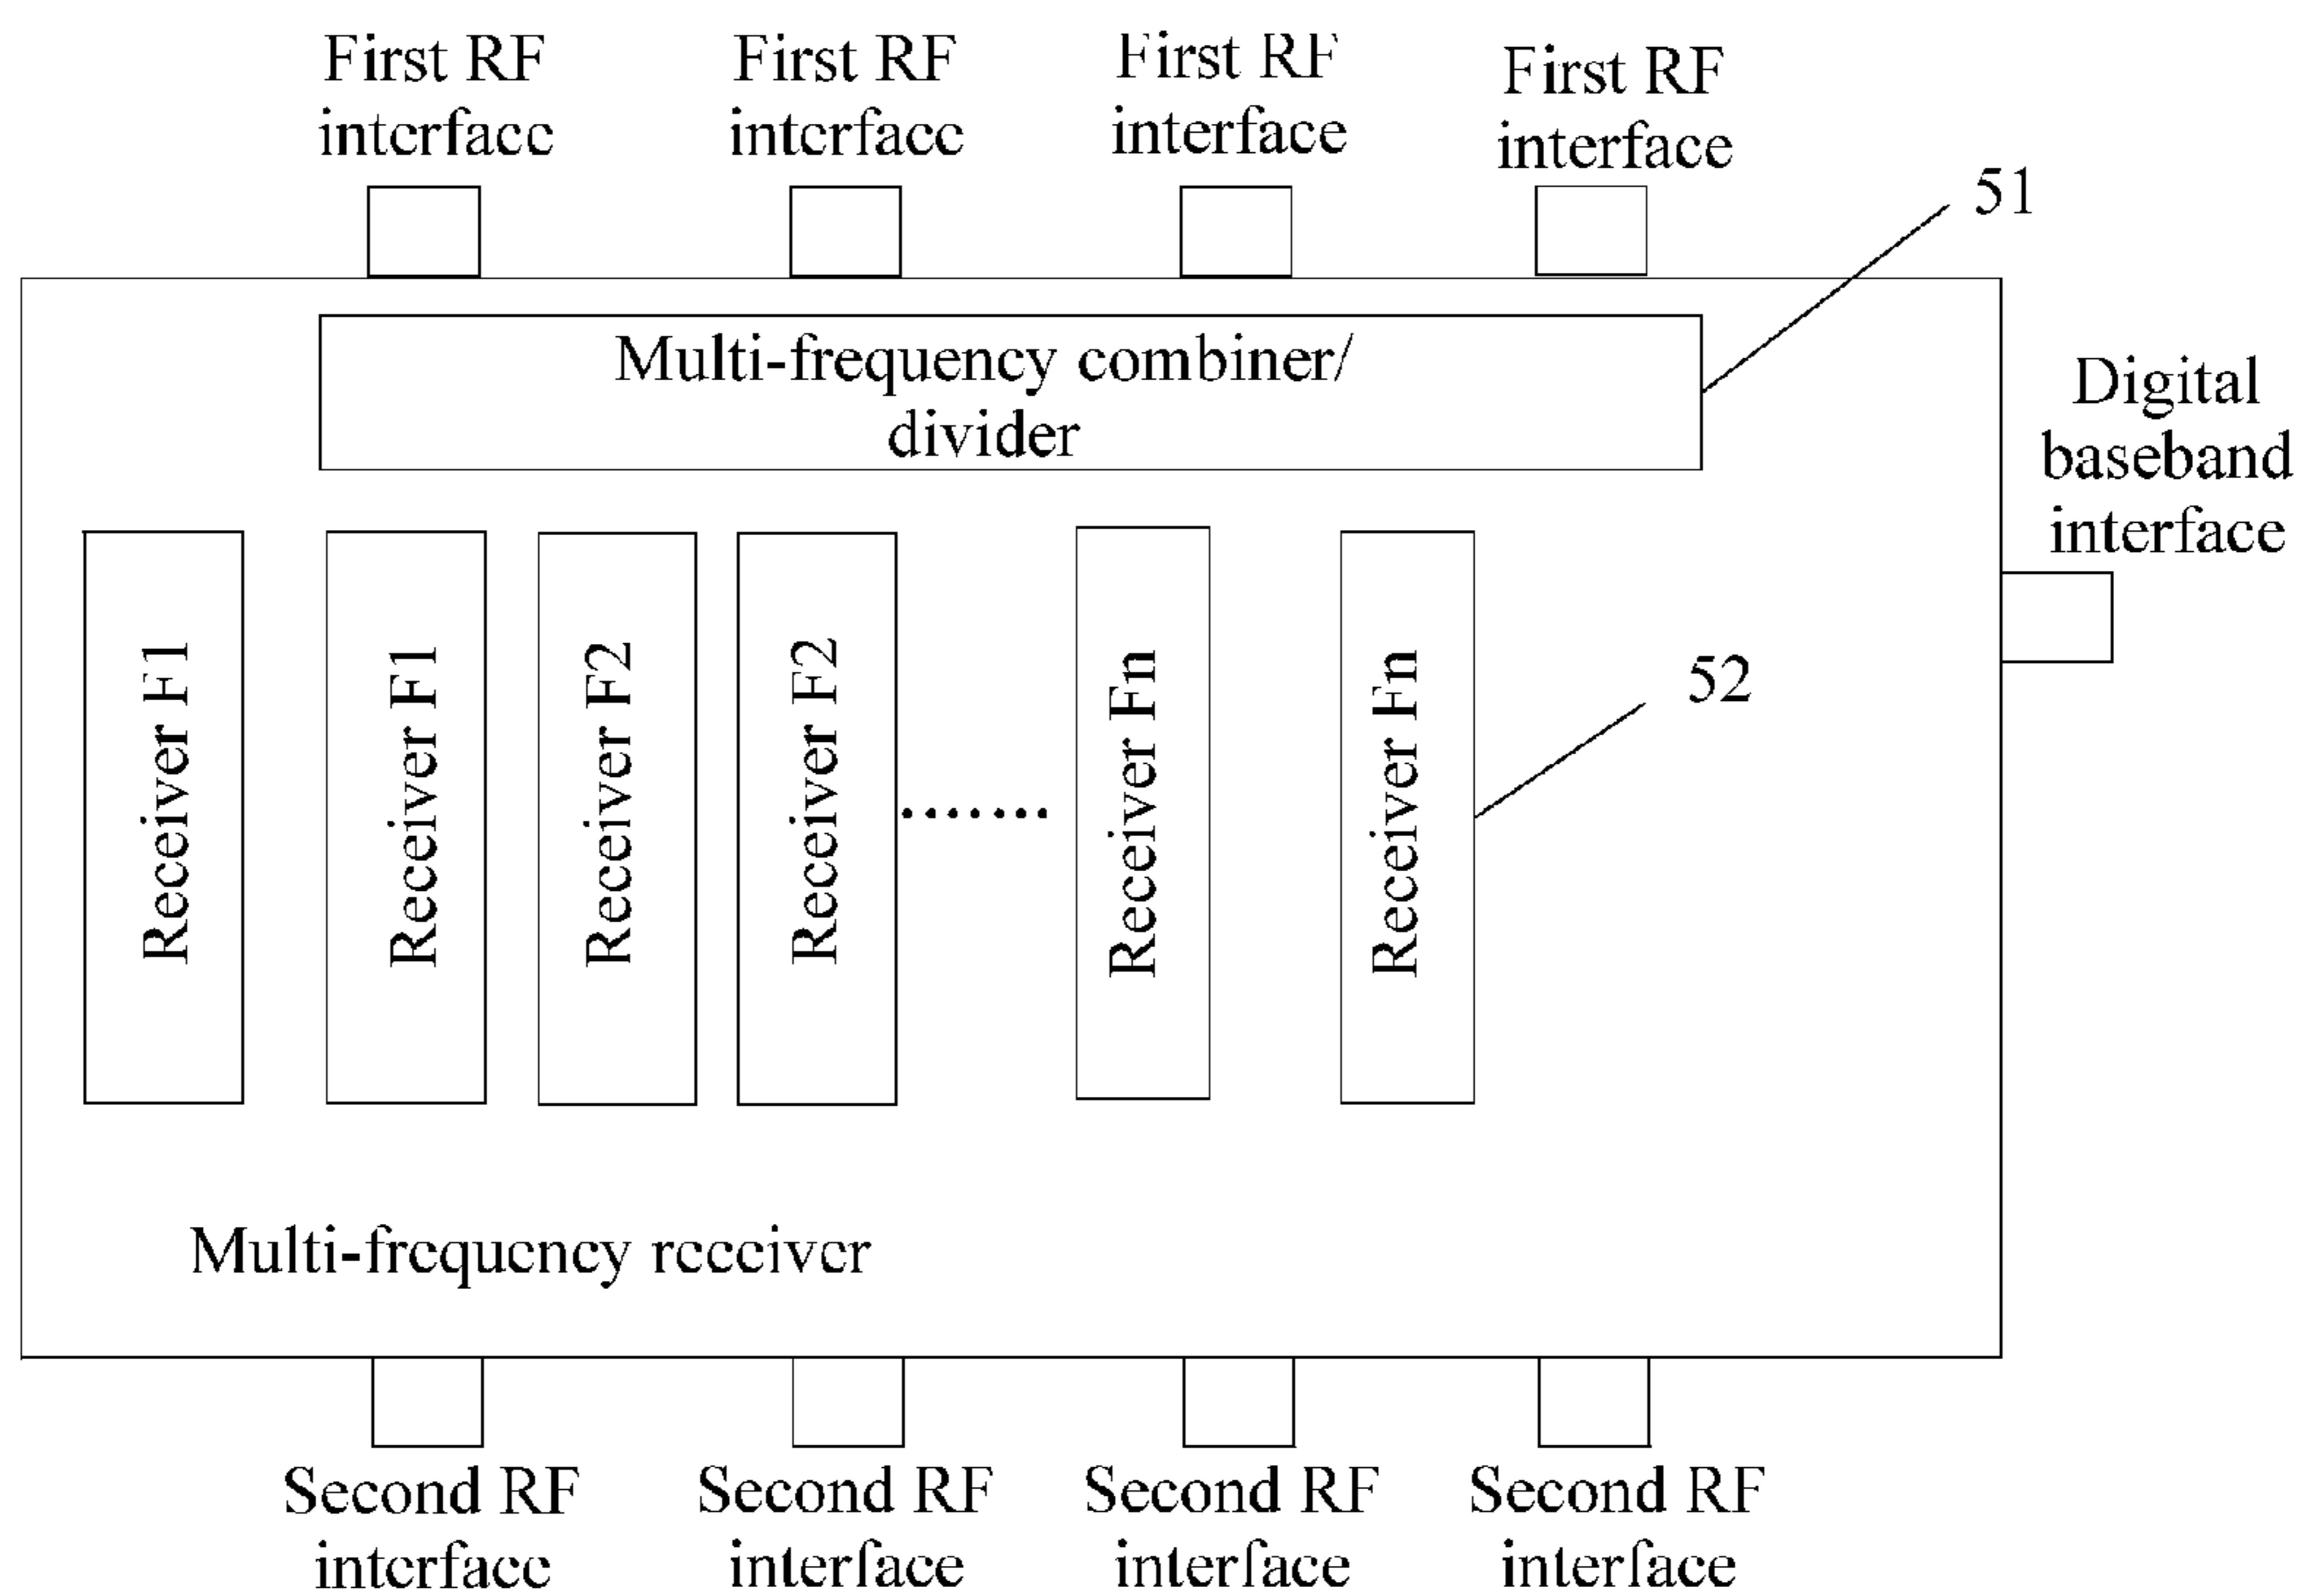 First RF
interface
First RF
interface
First RF
interface
First RF
interface
51
Multi-frequency combiner/
divider
Digital
baseband
interface
Receiver F1
Receiver F1
Receiver F2
Receiver F2
.......
Receiver Fn
Receiver Fn
52
Multi-frequency receiver
Second RF
interface
Second RF
interface
Second RF
interface
Second RF
interface